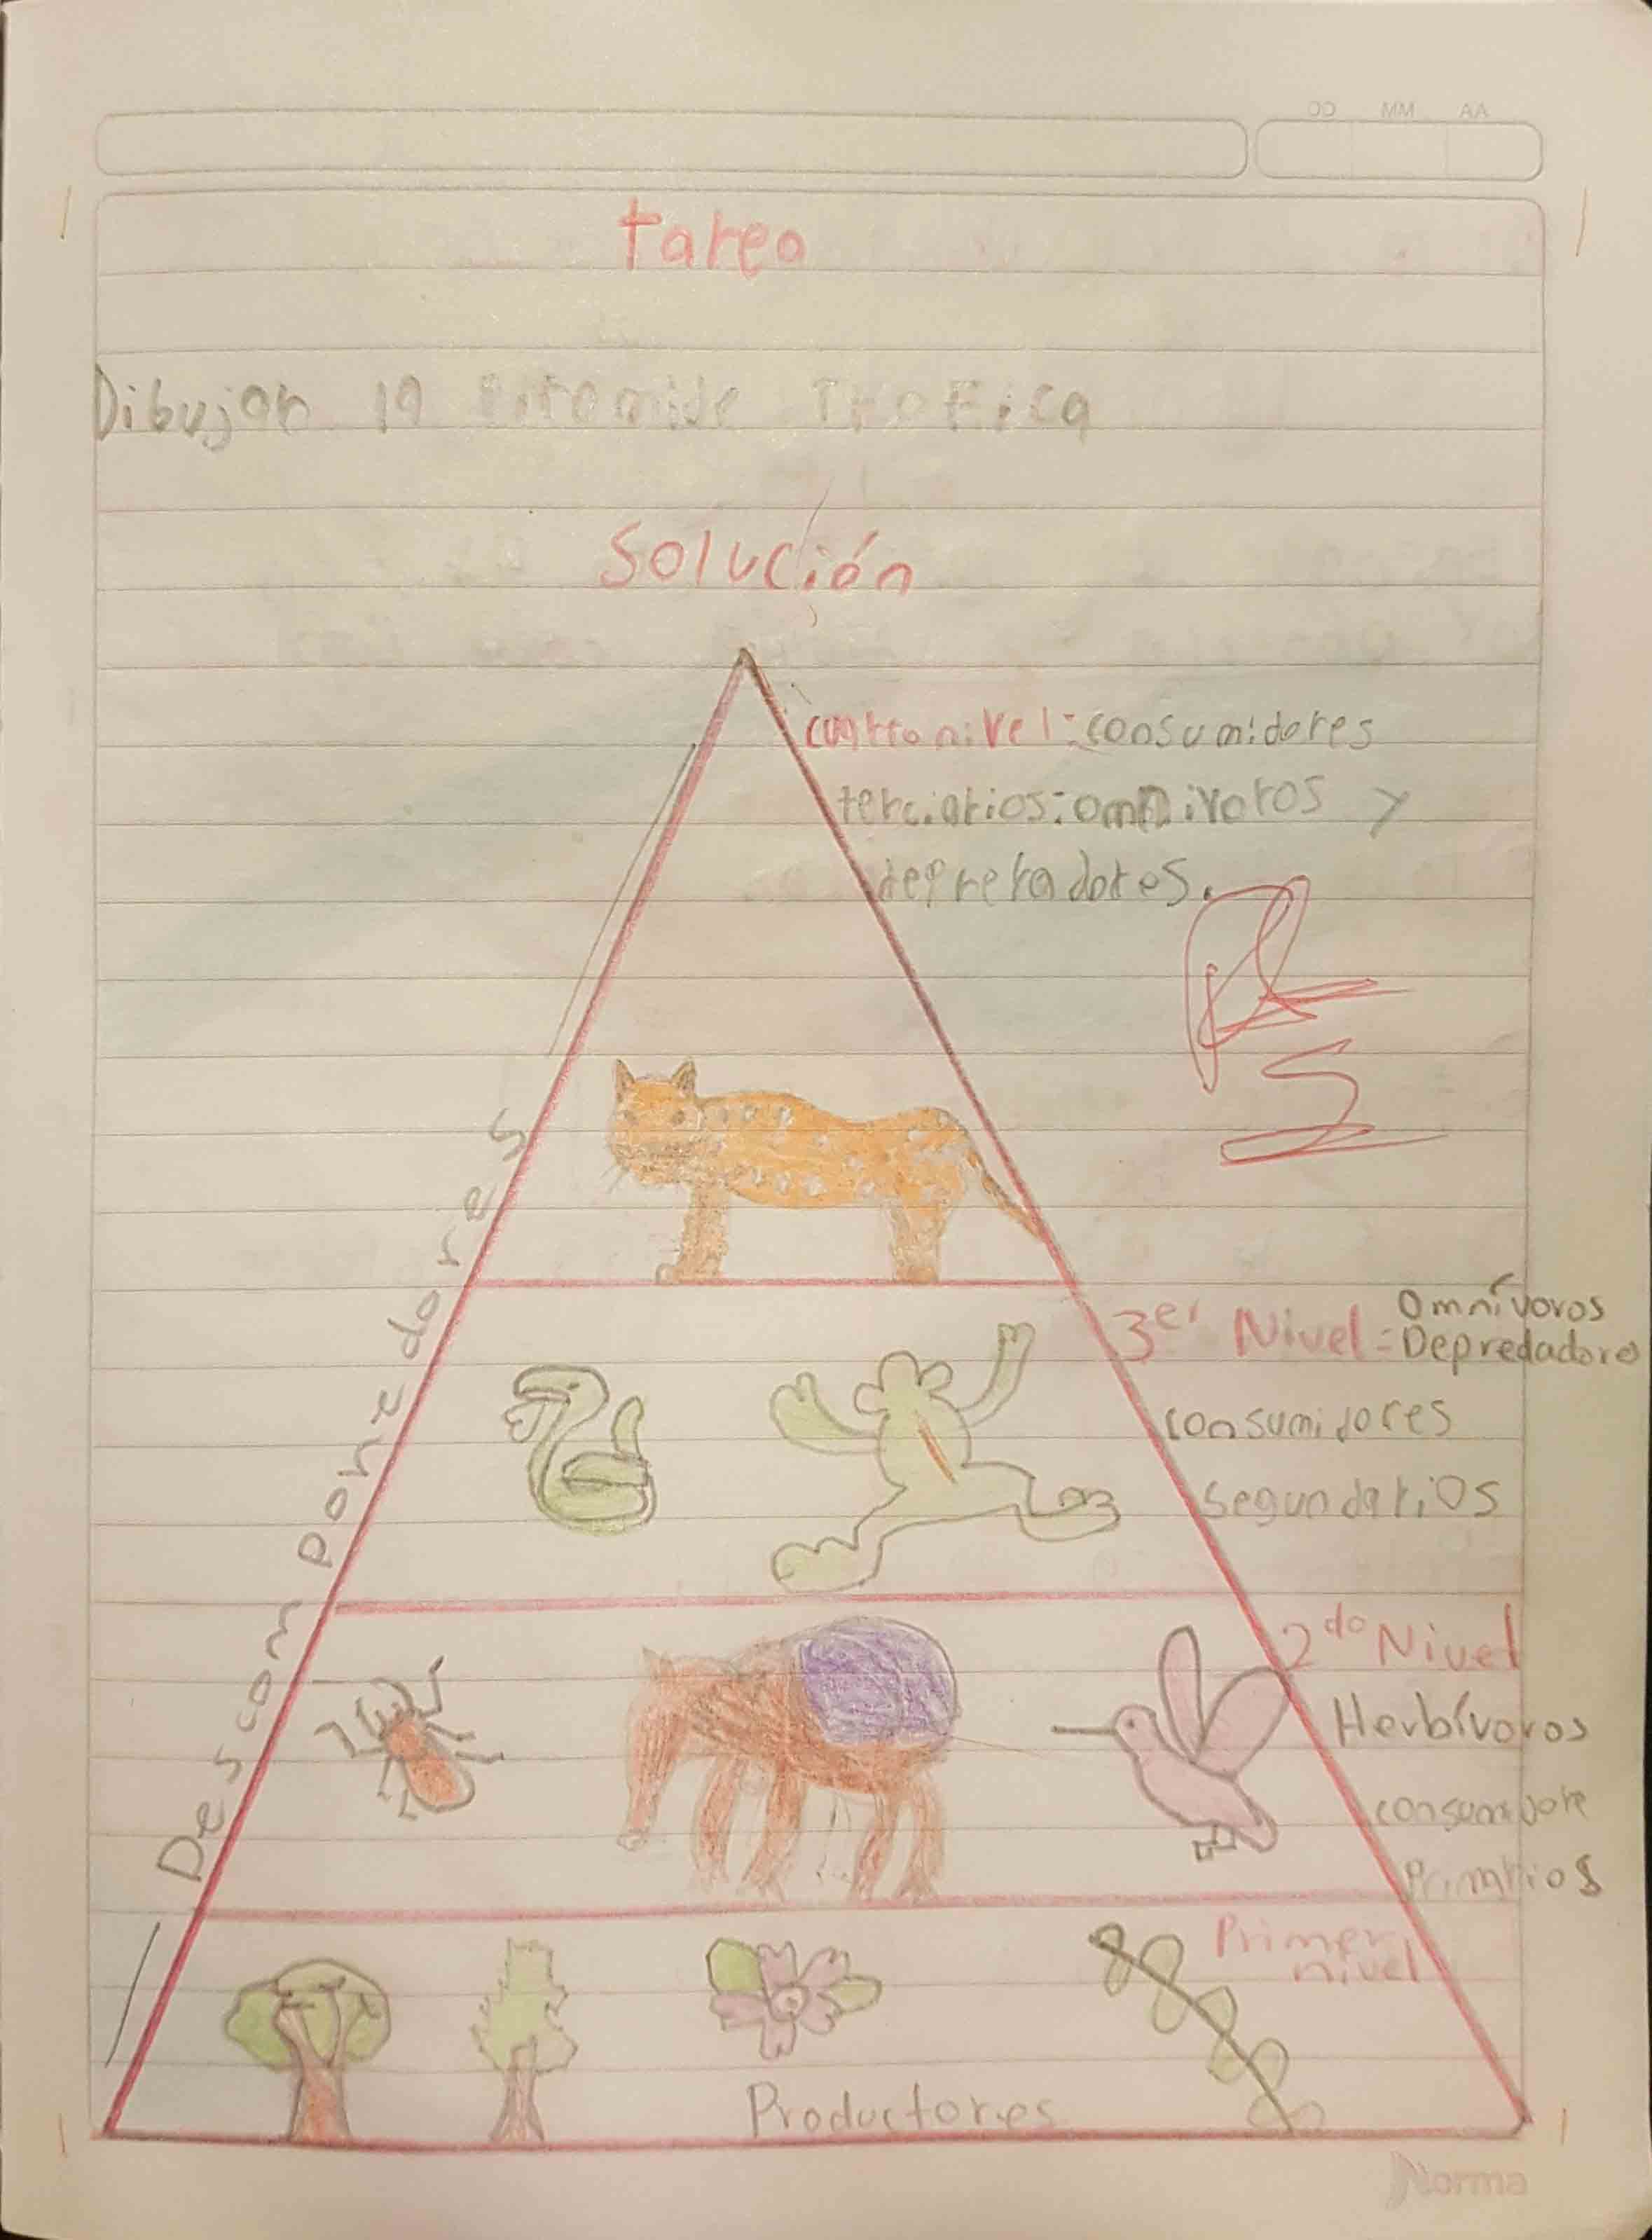 AA MM DD
tarea
Dibujar la Piramide Trofica
Solución
cuarto nivel: consumidores
terciarios: omnivoros y
depreradores.
S
Descomponedores
3er Nivel = Omnívoros
Depredadores
consumidores
segundarios
2do Nivel
Herbívoros
consumidore
Primarios
Primer
nivel
Productores
Norma